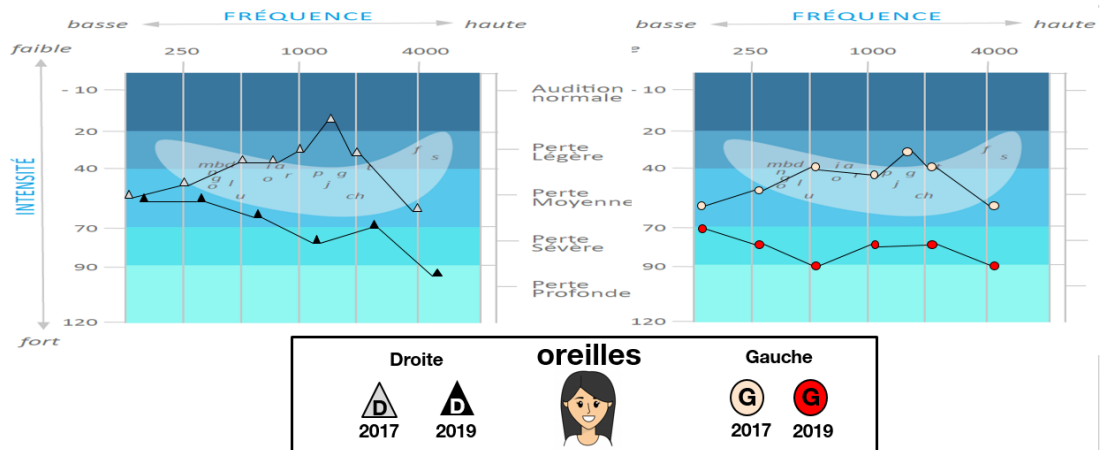 FRÉQUENCE
basse
haute
faible
250
1000
4000
- 10
20
40
70
90
120
INTENSITÉ
fort
mbd
n
g
o
l
u
i a
o
r
p
g
j
t
ch
f
s
Audition
normale
Perte
Légère
Perte
Moyenne
Perte
Sévère
Perte
Profonde
FRÉQUENCE
basse
haute
e
250
1000
4000
- 10
20
40
70
90
120
mbd
n
g
o
l
u
i a
o
r
p
g
j
t
ch
f
s
oreilles
Droite
Gauche
D
D
G
G
2017
2019
2017
2019